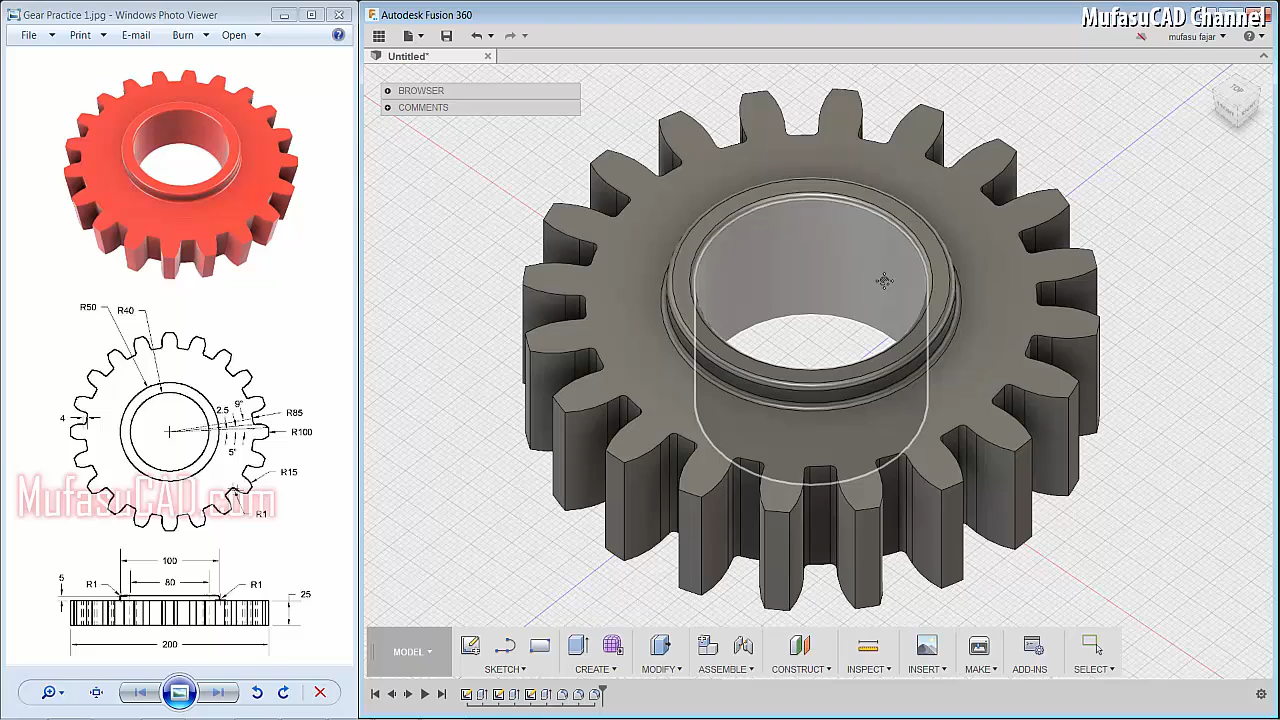 Gear Practice 1.jpg - Windows Photo Viewer
File Print E-mail Burn Open
R50
R40
9°
2.5
4
R85
R100
5°
R15
R1
MufasuCAD.com
100
5
R1
80
R1
25
200
Autodesk Fusion 360
MufasuCAD Channel
mufasu fajar
Untitled*
BROWSER
COMMENTS
TOP
MODEL
SKETCH CREATE MODIFY ASSEMBLE CONSTRUCT INSPECT INSERT MAKE ADD-INS SELECT